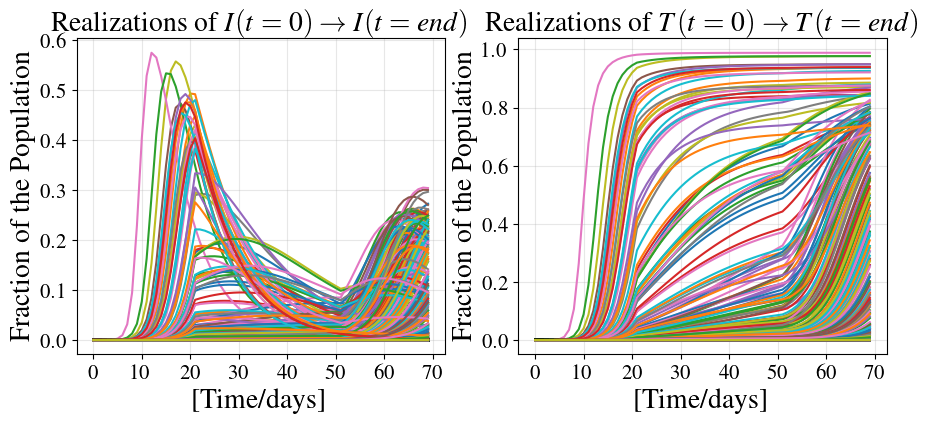 Realizations of I(t = 0) → I(t = end)
Fraction of the Population
0.6
0.5
0.4
0.3
0.2
0.1
0.0
0 10 20 30 40 50 60 70
[Time/days]
Realizations of T(t = 0) → T(t = end)
Fraction of the Population
1.0
0.8
0.6
0.4
0.2
0.0
0 10 20 30 40 50 60 70
[Time/days]